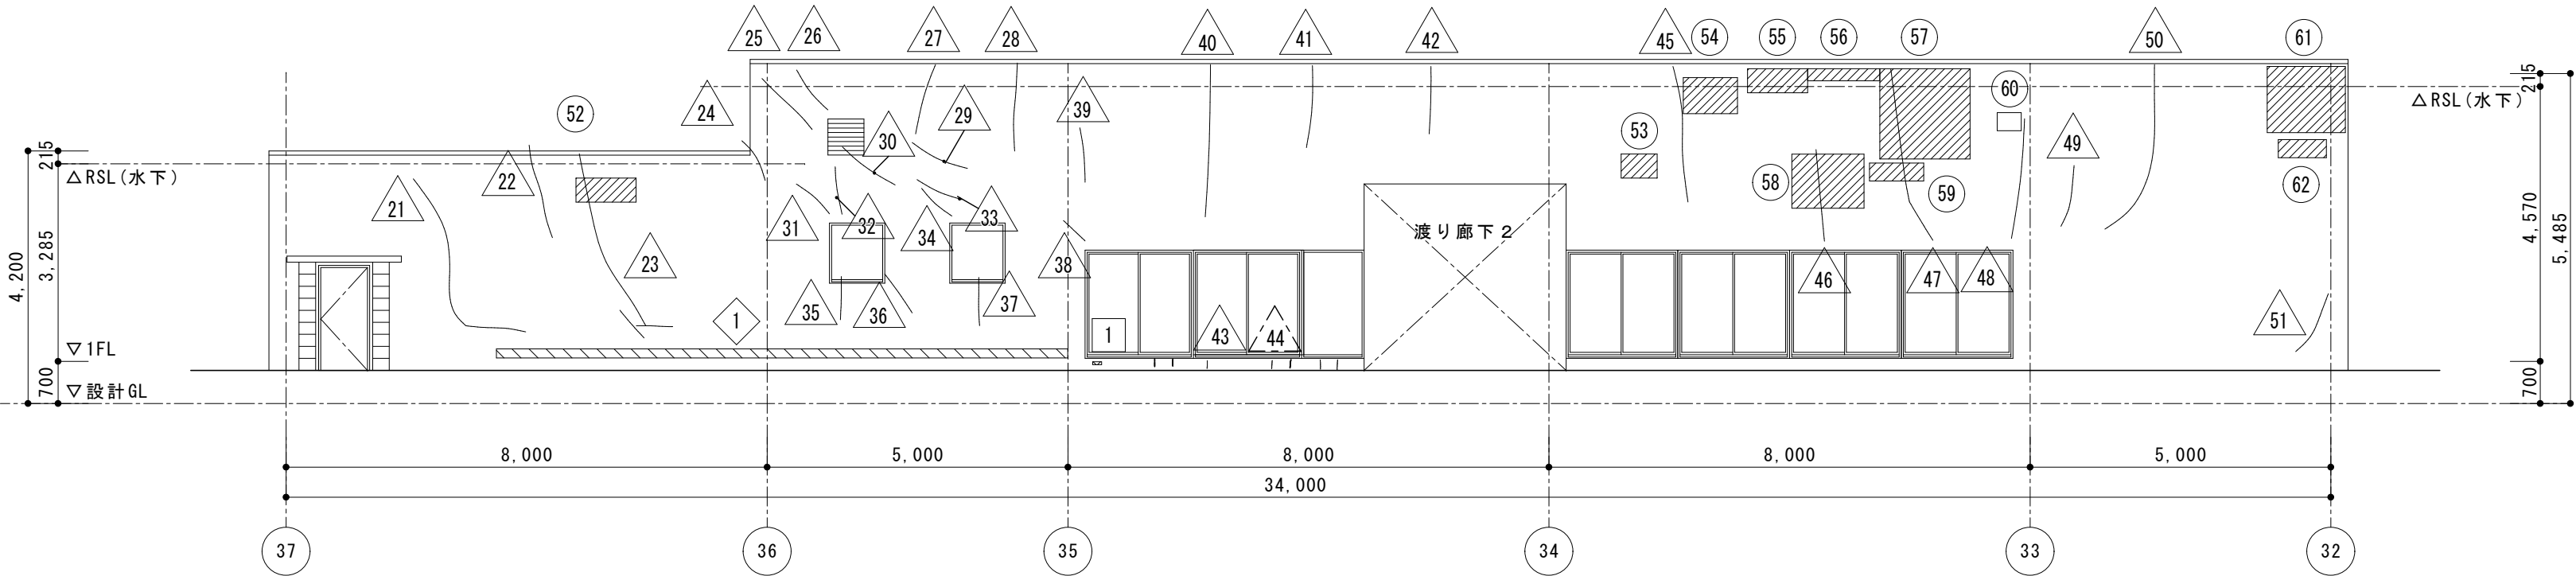 25 26 27 28 40 41 42 45 54 55 56 57 50 61
24 52 29 39 30 53 60 49
215 215
△RSL(水下) △RSL(水下)
22 21 31 32 34 33 58 59 62
渡り廊下2
4,200 3,285 4,570 5,485
23 38 46 47 48
35 36 37
1 1 43 44 51
▽1FL
700 700
▽設計GL
8,000 5,000 8,000 8,000 5,000
34,000
37 36 35 34 33 32